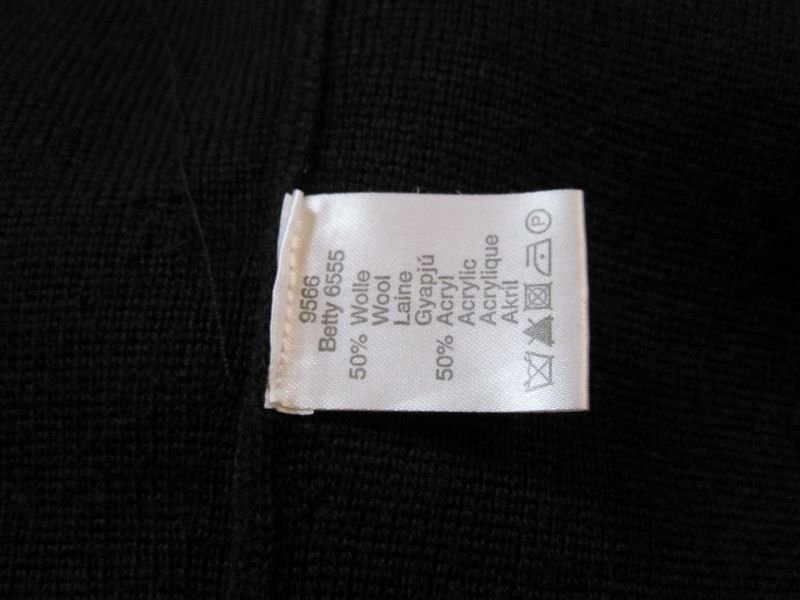 9566
Betty 6555
50% Wolle
Wool
Laine
Gyapjú
50% Acryl
Acrylic
Acrylique
Akril
P